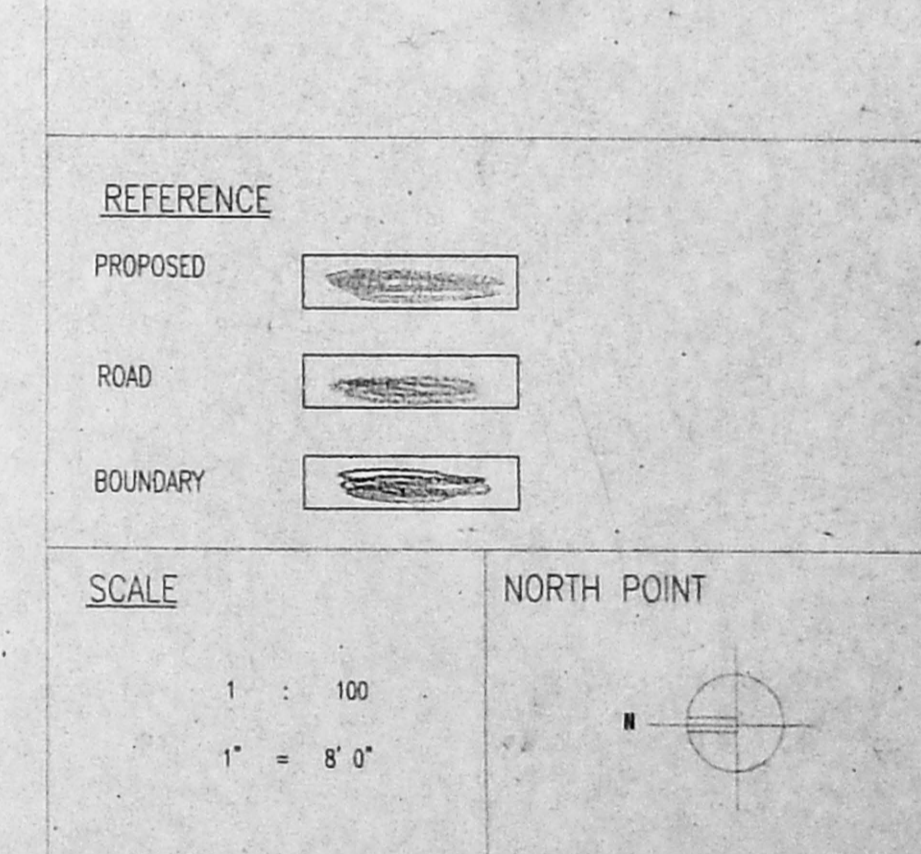 REFERENCE
PROPOSED
ROAD
BOUNDARY
SCALE
1 : 100
1" = 8' 0"
NORTH POINT
N